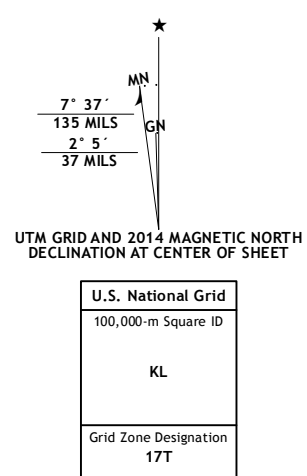 ★
MN
GN
7° 37´
135 MILS
2° 5´
37 MILS
UTM GRID AND 2014 MAGNETIC NORTH
DECLINATION AT CENTER OF SHEET
U.S. National Grid
100,000-m Square ID
KL
Grid Zone Designation
17T